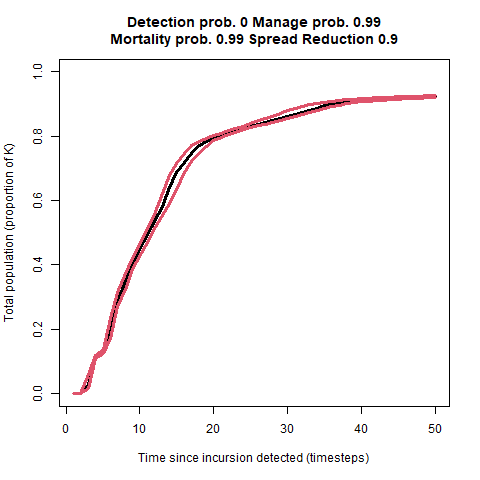 Detection prob. 0 Manage prob. 0.99
Mortality prob. 0.99 Spread Reduction 0.9
Total population (proportion of K)
1.0
0.8
0.6
0.4
0.2
0.0
0 10 20 30 40 50
Time since incursion detected (timesteps)